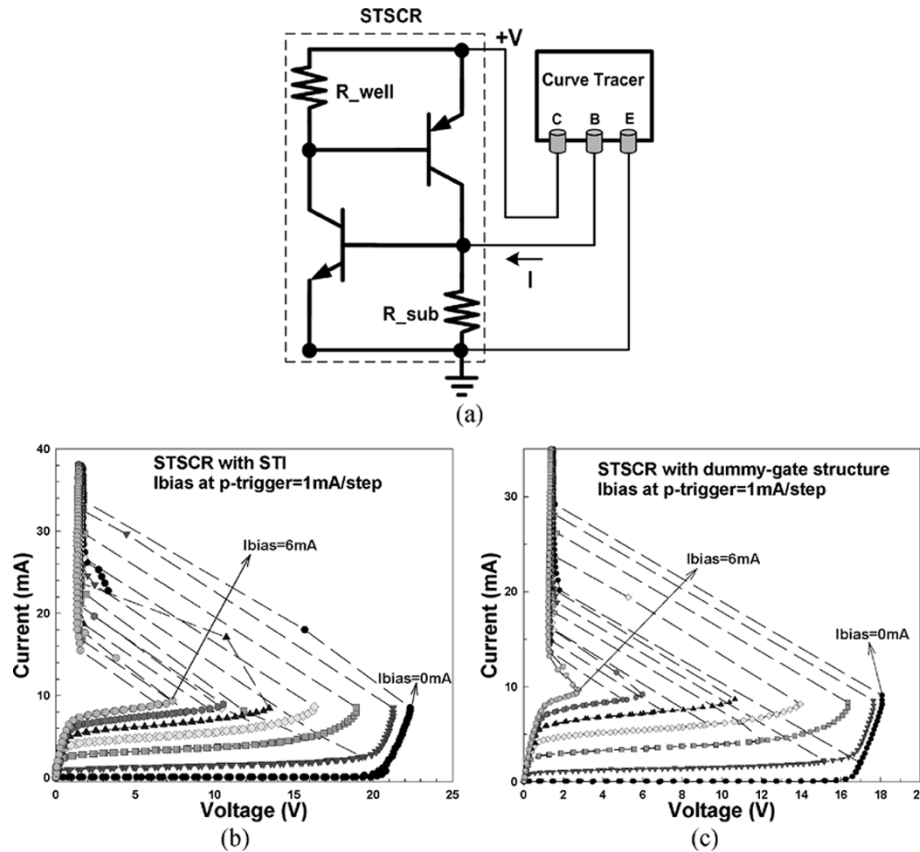 STSCR
+V
R_well
Curve Tracer
C B E
I
R_sub
(a)
40
30
20
10
0
Current (mA)
STSCR with STI
Ibias at p-trigger=1mA/step
Ibias=6mA
Ibias=0mA
0 5 10 15 20 25
Voltage (V)
(b)
30
20
10
0
Current (mA)
STSCR with dummy-gate structure
Ibias at p-trigger=1mA/step
Ibias=6mA
Ibias=0mA
0 2 4 6 8 10 12 14 16 18 20
Voltage (V)
(c)